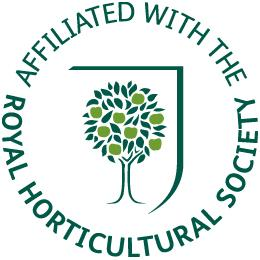 AFFILIATED WITH THE
ROYAL HORTICULTURAL SOCIETY